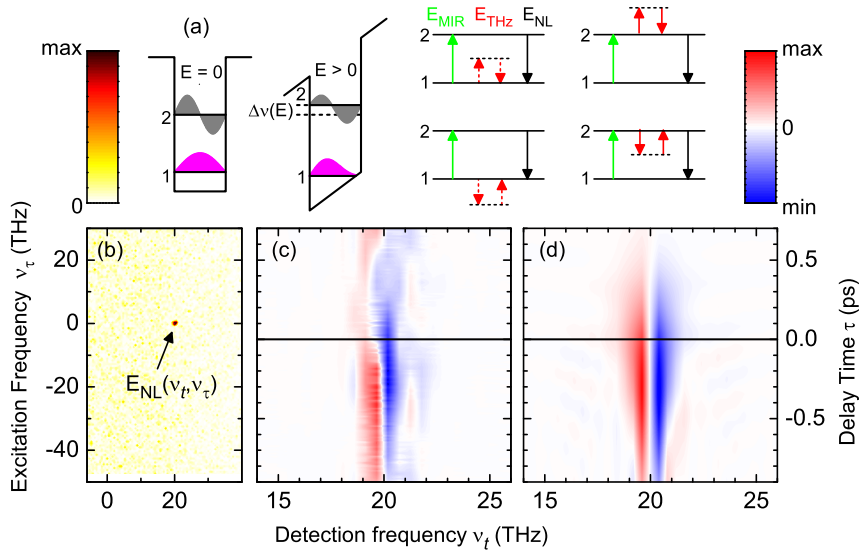 max
0
(a)
E = 0
2
1
E > 0
2
Δν(E)
1
E_MIR E_THz E_NL
2
1
2
1
2
1
2
1
max
0
min
Excitation Frequency ν_τ (THz)
20
0
-20
-40
(b)
E_NL(ν_t,ν_τ)
0 20
(c)
15 20 25
(d)
15 20 25
0.5
0.0
-0.5
Delay Time τ (ps)
Detection frequency ν_t (THz)